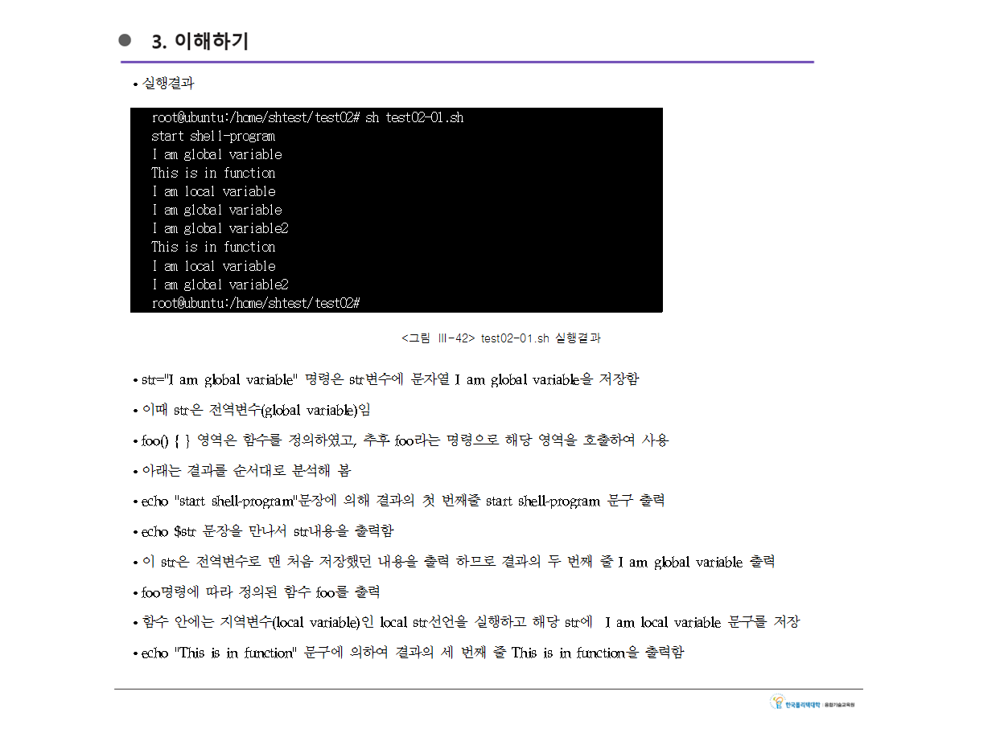 ● 3. 이해하기
• 실행결과
root@ubuntu:/home/shtest/test02# sh test02-01.sh
start shell-program
I am global variable
This is in function
I am local variable
I am global variable
I am global variable2
This is in function
I am local variable
I am global variable2
root@ubuntu:/home/shtest/test02#
<그림 Ⅲ-42> test02-01.sh 실행결과
• str="I am global variable" 명령은 str변수에 문자열 I am global variable을 저장함
• 이때 str은 전역변수(global variable)임
• foo() { } 영역은 함수를 정의하였고, 추후 foo라는 명령으로 해당 영역을 호출하여 사용
• 아래는 결과를 순서대로 분석해 봄
• echo "start shell-program"문장에 의해 결과의 첫 번째줄 start shell-program 문구 출력
• echo $str 문장을 만나서 str내용을 출력함
• 이 str은 전역변수로 맨 처음 저장했던 내용을 출력 하므로 결과의 두 번째 줄 I am global variable 출력
• foo명령에 따라 정의된 함수 foo를 출력
• 함수 안에는 지역변수(local variable)인 local str선언을 실행하고 해당 str에 I am local variable 문구를 저장
• echo "This is in function" 문구에 의하여 결과의 세 번째 줄 This is in function을 출력함
한국폴리텍대학 | 융합기술교육원